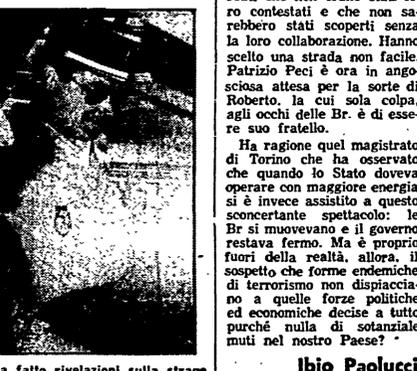 ro contestati e che non sa-
rebbero stati scoperti senza
la loro collaborazione. Hanno
scelto una strada non facile.
Patrizio Peci è ora in ango-
sciosa attesa per la sorte di
Roberto, la cui sola colpa,
agli occhi delle Br. è di esse-
re suo fratello.
Ha ragione quel magistrato
di Torino che ha osservato
che quando lo Stato doveva
operare con maggiore energia
si è invece assistito a questo
sconcertante spettacolo: le
Br si muovevano e il governo
restava fermo. Ma è proprio
fuori della realtà, allora, il
sospetto che forme endemiche
di terrorismo non dispiaccia-
no a quelle forze politiche
ed economiche decise a tutto
purché nulla di sotanziale
muti nel nostro Paese?
Ibio Paolucci
a fatto rivelazioni sulla strage